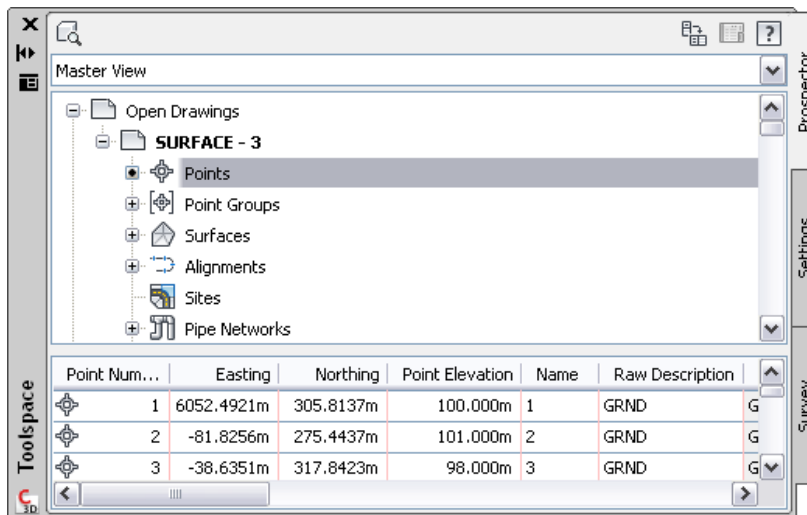 Master View
Open Drawings
SURFACE - 3
Points
Point Groups
Surfaces
Alignments
Sites
Pipe Networks
Point Num... Easting Northing Point Elevation Name Raw Description
1 6052.4921m 305.8137m 100.000m 1 GRND G
2 -81.8256m 275.4437m 101.000m 2 GRND
3 -38.6351m 317.8423m 98.000m 3 GRND G
Toolspace
C 3D
Prospector
Settings
Survey
?